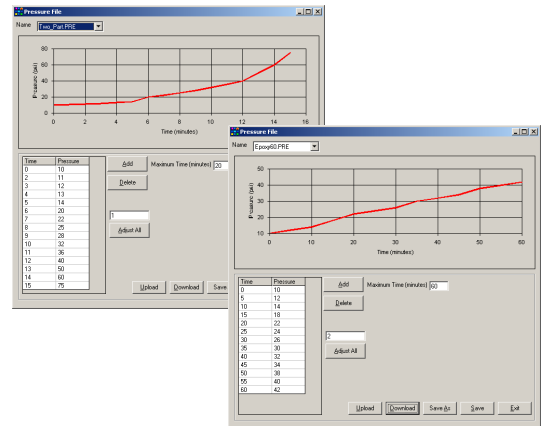 Pressure File
Name Two_Part.PRE
80
60
40
20
0
Pressure (psi)
0 2 4 6 8 10 12 14 16
Time (minutes)
Time Pressure
0 10
2 11
3 12
4 13
5 14
6 20
7 22
8 25
9 28
10 32
11 36
12 40
13 50
14 60
15 75
Add Maximum Time (minutes) 20
Delete
1
Adjust All
Upload Download Save
Pressure File
Name Epoxy60.PRE
50
40
30
20
10
Pressure (psi)
0 10 20 30 40 50 60
Time (minutes)
Time Pressure
0 10
5 12
10 14
15 18
20 22
25 24
30 26
35 30
40 32
45 34
50 38
55 40
60 42
Add Maximum Time (minutes) 60
Delete
2
Adjust All
Upload Download Save As Save Exit